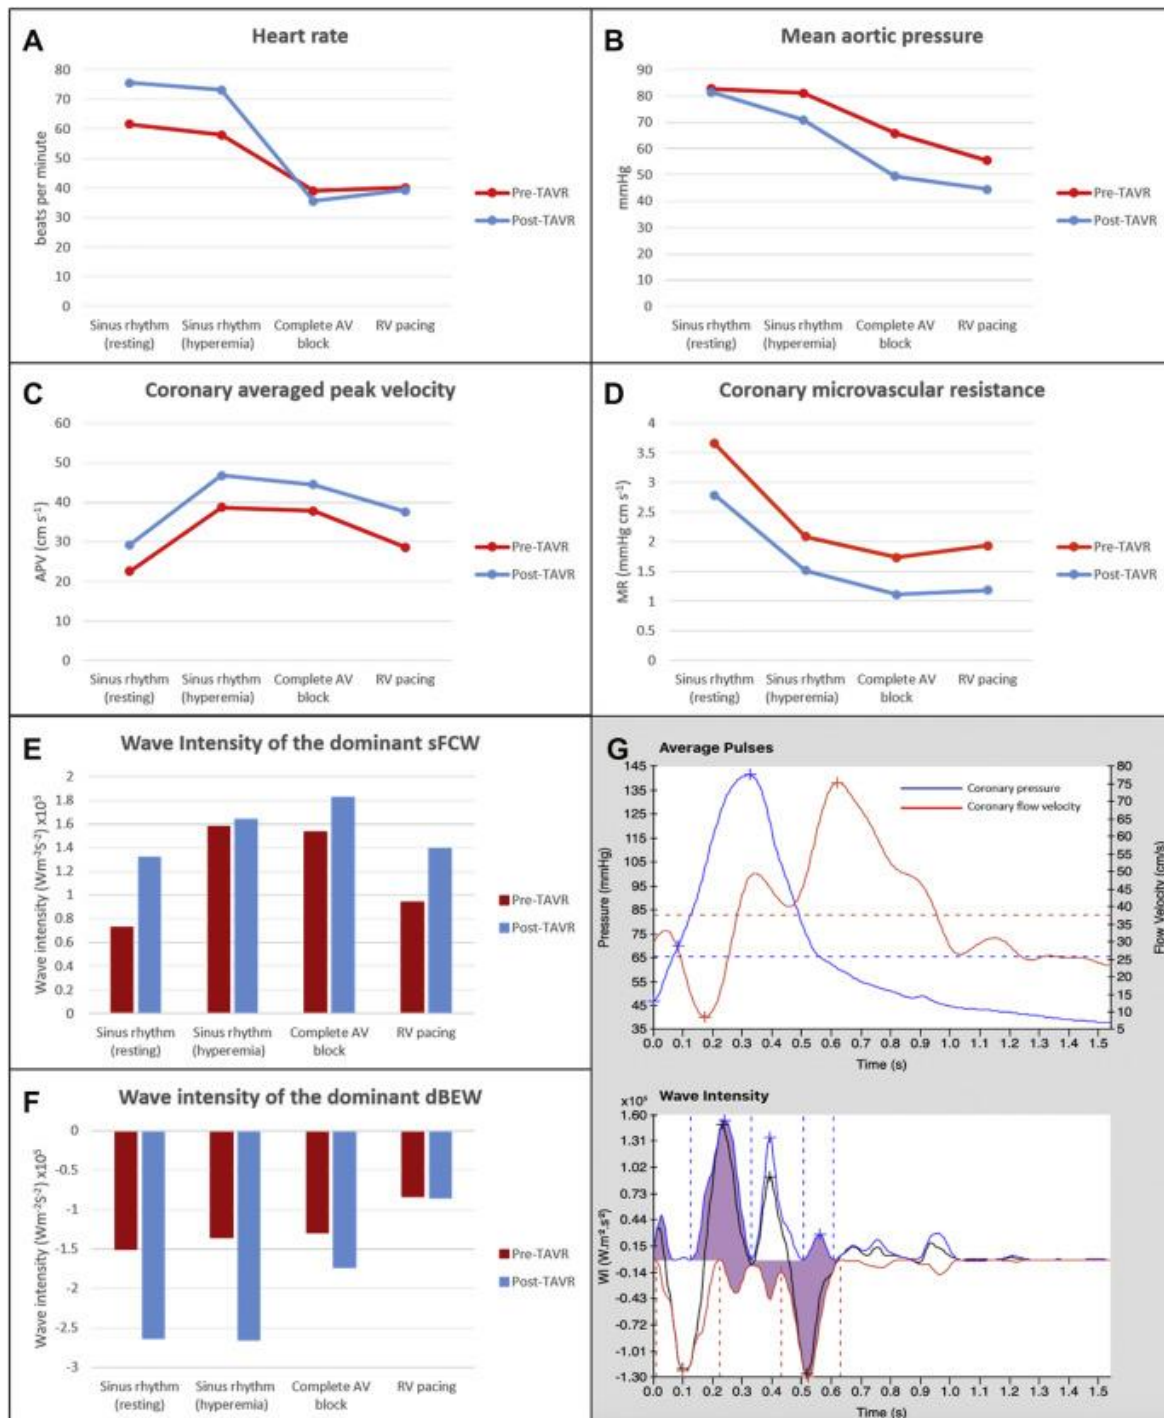 A
Heart rate
beats per minute
80
70
60
50
40
30
20
10
0
Sinus rhythm (resting)
Sinus rhythm (hyperemia)
Complete AV block
RV pacing
Pre-TAVR
Post-TAVR
B
Mean aortic pressure
mmHg
90
80
70
60
50
40
30
20
10
0
Sinus rhythm (resting)
Sinus rhythm (hyperemia)
Complete AV block
RV pacing
Pre-TAVR
Post-TAVR
C
Coronary averaged peak velocity
APV (cm s⁻¹)
60
50
40
30
20
10
0
Sinus rhythm (resting)
Sinus rhythm (hyperemia)
Complete AV block
RV pacing
Pre-TAVR
Post-TAVR
D
Coronary microvascular resistance
MR (mmHg cm s⁻¹)
4
3.5
3
2.5
2
1.5
1
0.5
0
Sinus rhythm (resting)
Sinus rhythm (hyperemia)
Complete AV block
RV pacing
Pre-TAVR
Post-TAVR
E
Wave Intensity of the dominant sFCW
Wave intensity (Wm⁻²S⁻²) x10⁵
2
1.8
1.6
1.4
1.2
1
0.8
0.6
0.4
0.2
0
Sinus rhythm (resting)
Sinus rhythm (hyperemia)
Complete AV block
RV pacing
Pre-TAVR
Post-TAVR
F
Wave intensity of the dominant dBEW
Wave intensity (Wm⁻²S⁻²) x10⁵
0
-0.5
-1
-1.5
-2
-2.5
-3
Sinus rhythm (resting)
Sinus rhythm (hyperemia)
Complete AV block
RV pacing
Pre-TAVR
Post-TAVR
G
Average Pulses
Pressure (mmHg)
145
135
125
115
105
95
85
75
65
55
45
35
Coronary pressure
Coronary flow velocity
80
75
70
65
60
55
50
45
40
35
30
25
20
15
10
5
Flow Velocity (cm/s)
0.0 0.1 0.2 0.3 0.4 0.5 0.6 0.7 0.8 0.9 1.0 1.1 1.2 1.3 1.4 1.5
Time (s)
Wave Intensity
x10⁵
WI (W.m².s²)
1.60
1.31
1.02
0.73
0.44
0.15
-0.14
-0.43
-0.72
-1.01
-1.30
0.0 0.1 0.2 0.3 0.4 0.5 0.6 0.7 0.8 0.9 1.0 1.1 1.2 1.3 1.4 1.5
Time (s)